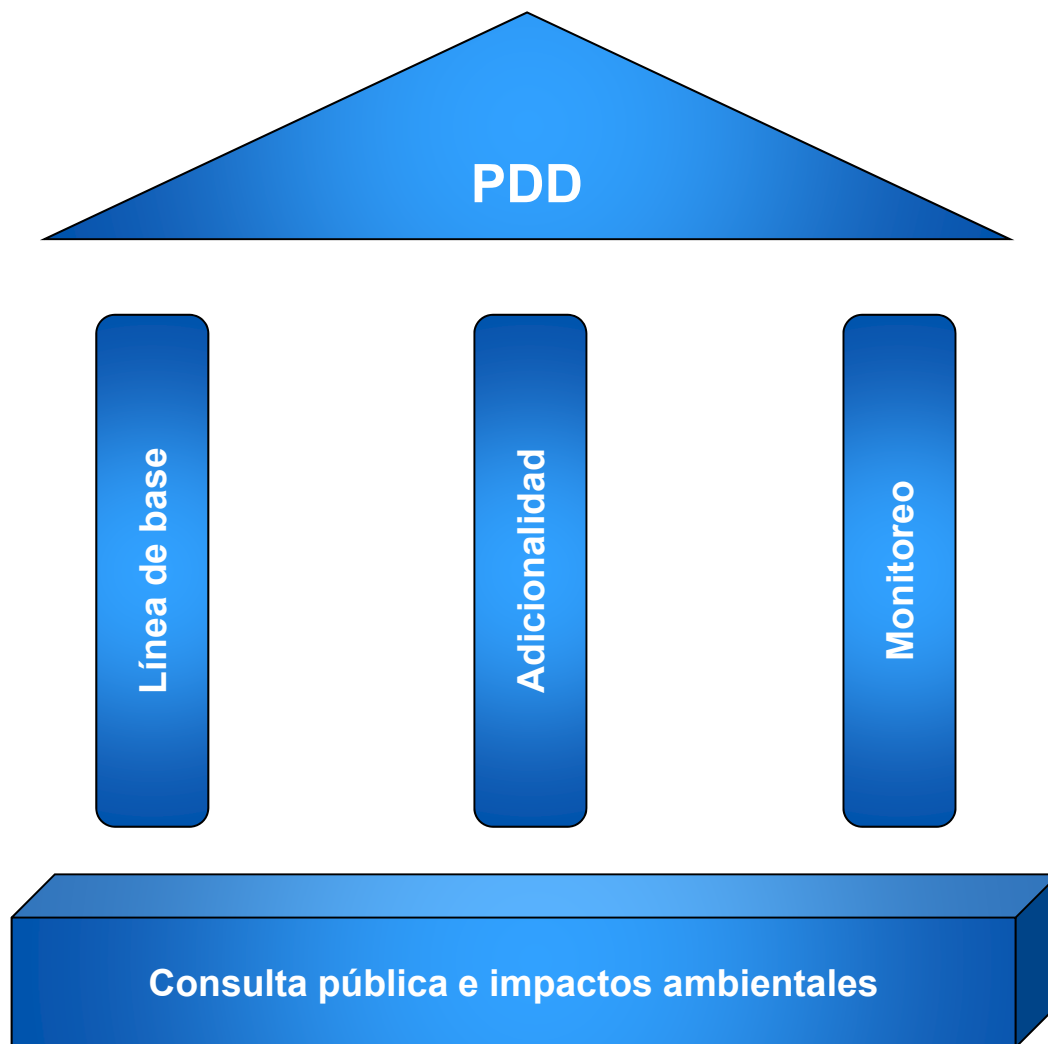 PDD
Línea de base
Adicionalidad
Monitoreo
Consulta pública e impactos ambientales